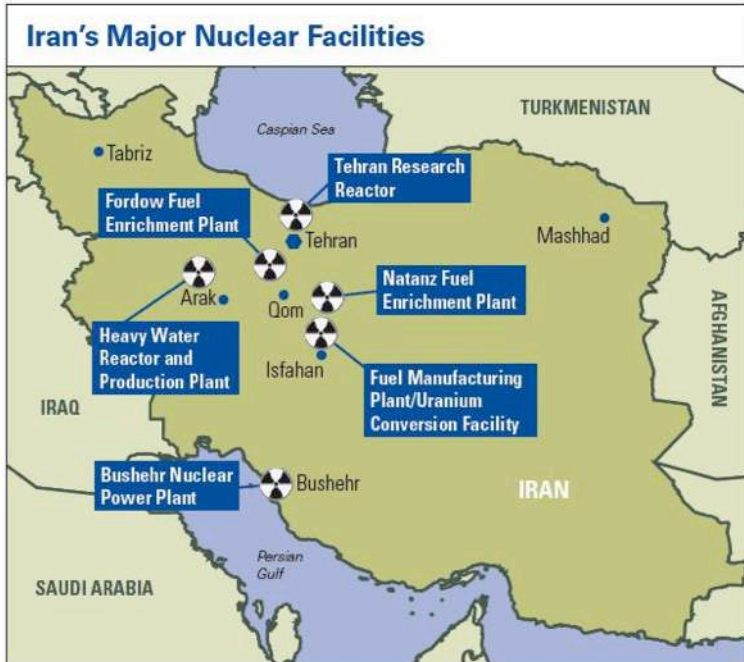 Iran's Major Nuclear Facilities
Caspian Sea
TURKMENISTAN
Tabriz
Tehran Research
Reactor
Fordow Fuel
Enrichment Plant
Tehran
Mashhad
Natanz Fuel
Enrichment Plant
Arak
Qom
AFGHANISTAN
Heavy Water
Reactor and
Production Plant
Isfahan
Fuel Manufacturing
Plant/Uranium
Conversion Facility
IRAQ
Bushehr Nuclear
Power Plant
Bushehr
IRAN
Persian
Gulf
SAUDI ARABIA